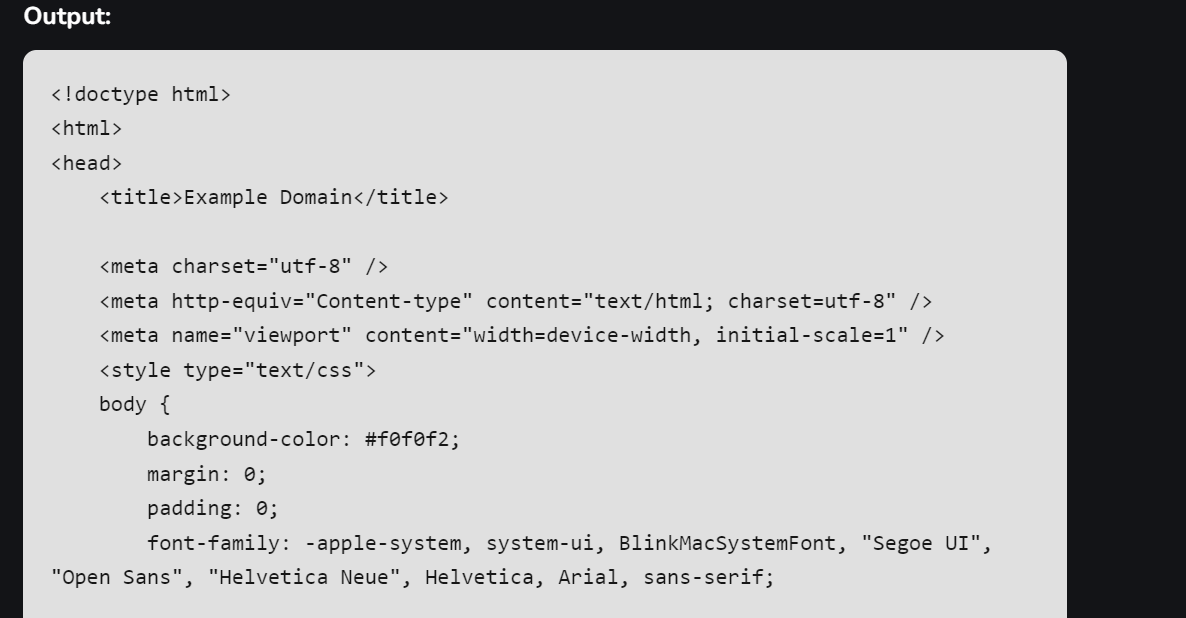 Output:
<!doctype html>
<html>
<head>
    <title>Example Domain</title>

    <meta charset="utf-8" />
    <meta http-equiv="Content-type" content="text/html; charset=utf-8" />
    <meta name="viewport" content="width=device-width, initial-scale=1" />
    <style type="text/css">
    body {
        background-color: #f0f0f2;
        margin: 0;
        padding: 0;
        font-family: -apple-system, system-ui, BlinkMacSystemFont, "Segoe UI",
"Open Sans", "Helvetica Neue", Helvetica, Arial, sans-serif;